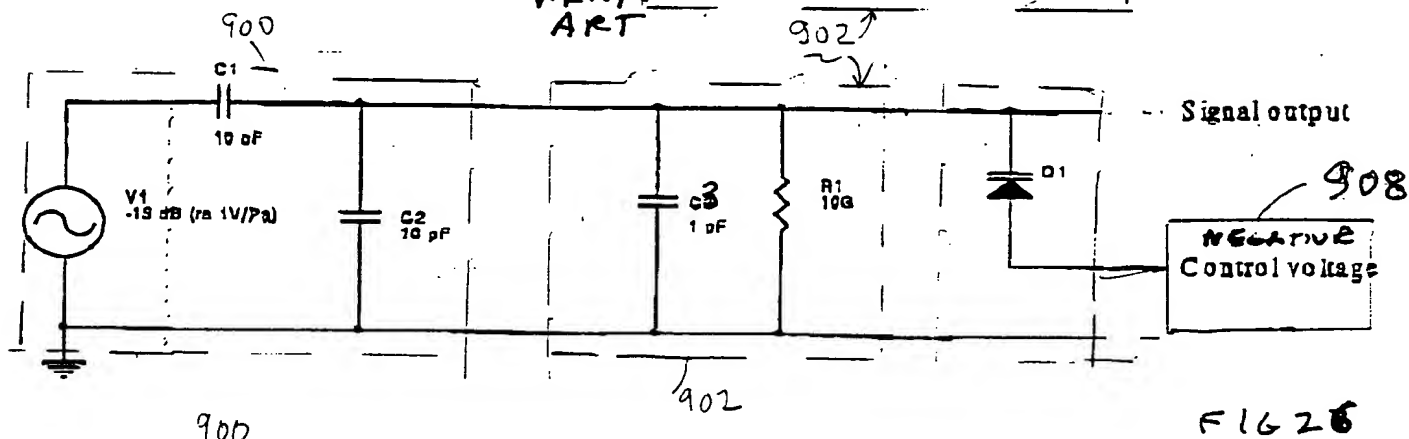 ART
902
900
C1
10 pF
Signal output
V1
-19 dB (re 1V/Pa)
C2
10 pF
C3
1 pF
R1
10G
D1
908
NEGATIVE
Control voltage
902
900
FIG 26